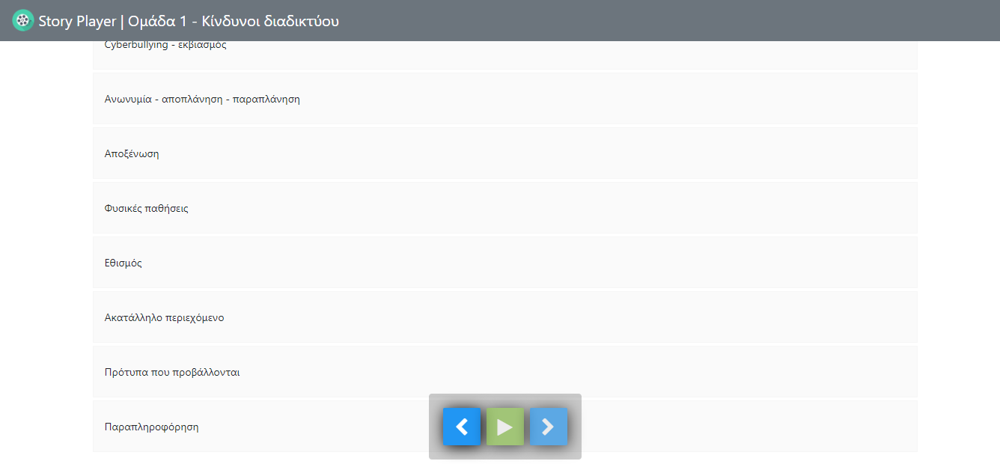 Story Player | Ομάδα 1 - Κίνδυνοι διαδικτύου
Cyberbullying - εκβιασμός
Ανωνυμία - αποπλάνηση - παραπλάνηση
Αποξένωση
Φυσικές παθήσεις
Εθισμός
Ακατάλληλο περιεχόμενο
Πρότυπα που προβάλλονται
Παραπληροφόρηση